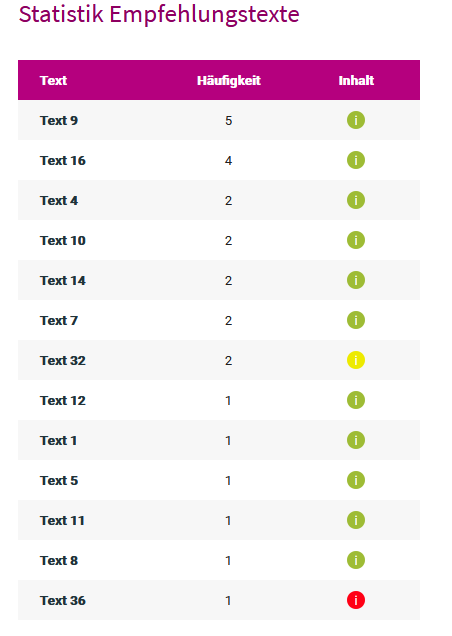 Statistik Empfehlungstexte
Text Häufigkeit Inhalt
Text 9 5 i
Text 16 4 i
Text 4 2 i
Text 10 2 i
Text 14 2 i
Text 7 2 i
Text 32 2 i
Text 12 1 i
Text 1 1 i
Text 5 1 i
Text 11 1 i
Text 8 1 i
Text 36 1 i